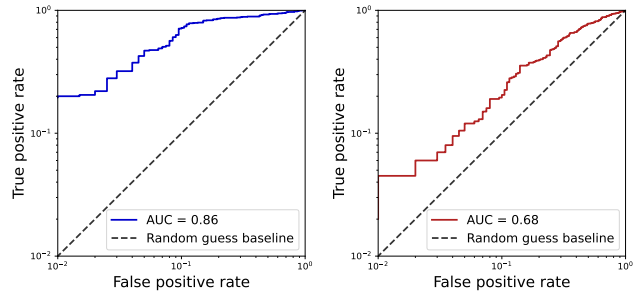 True positive rate
10⁰
10⁻¹
10⁻²
AUC = 0.86
Random guess baseline
10⁻² 10⁻¹ 10⁰
False positive rate
True positive rate
10⁰
10⁻¹
10⁻²
AUC = 0.68
Random guess baseline
10⁻² 10⁻¹ 10⁰
False positive rate